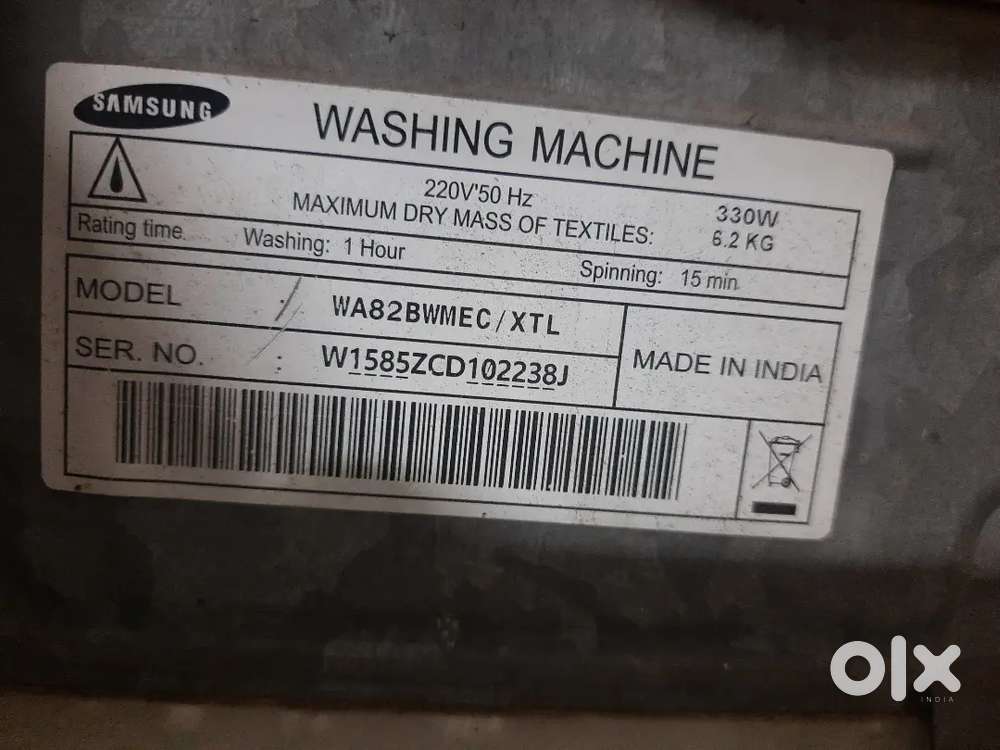 SAMSUNG
WASHING MACHINE
220V'50 Hz 330W
MAXIMUM DRY MASS OF TEXTILES: 6.2 KG
Rating time Washing: 1 Hour Spinning: 15 min
MODEL : WA82BWMEC/XTL
SER. NO. : W1585ZCD102238J
MADE IN INDIA
olx
INDIA